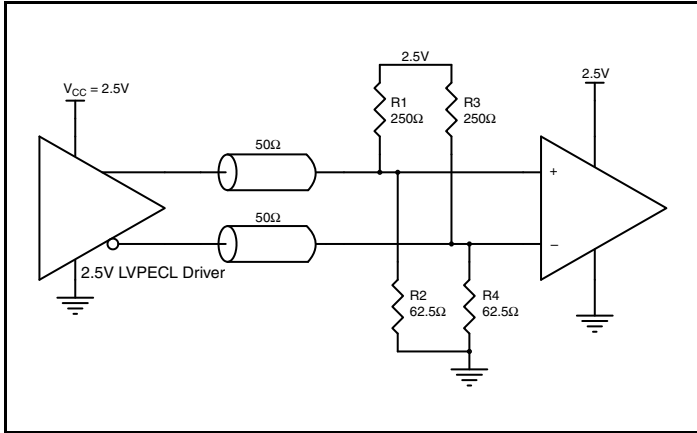 2.5V
V_CC = 2.5V
2.5V
R1
250Ω
R3
250Ω
50Ω
+
50Ω
–
2.5V LVPECL Driver
R2
62.5Ω
R4
62.5Ω